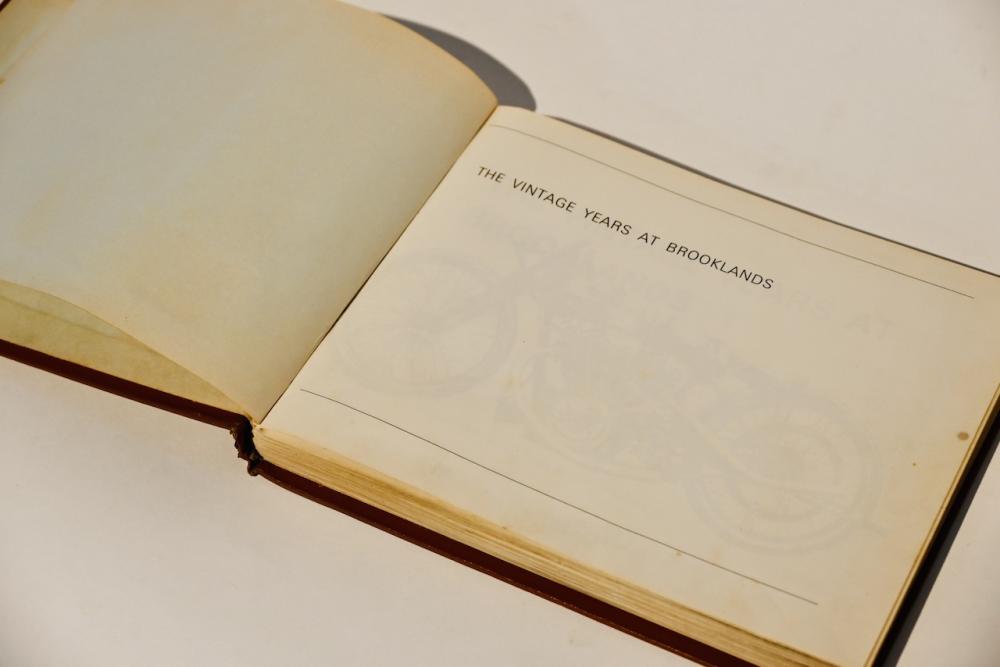 THE VINTAGE YEARS AT BROOKLANDS